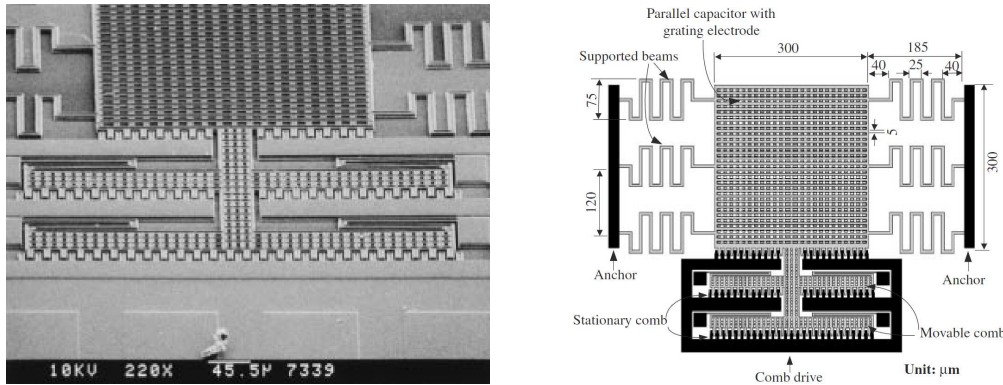 10KV 220X 45.5µ 7339
Parallel capacitor with
grating electrode
Supported beams
300
185
40
25
40
75
5
300
120
Anchor
Anchor
Stationary comb
Movable comb
Comb drive
Unit: µm